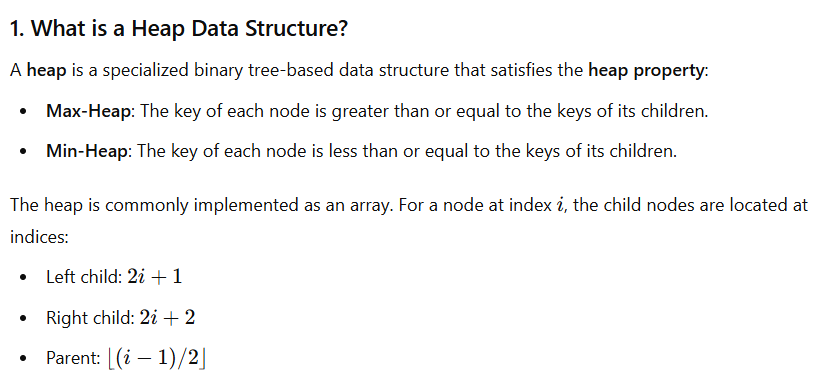 1. What is a Heap Data Structure?
A heap is a specialized binary tree-based data structure that satisfies the heap property:
• Max-Heap: The key of each node is greater than or equal to the keys of its children.
• Min-Heap: The key of each node is less than or equal to the keys of its children.
The heap is commonly implemented as an array. For a node at index i, the child nodes are located at
indices:
• Left child: 2i + 1
• Right child: 2i + 2
• Parent: ⌊(i − 1)/2⌋